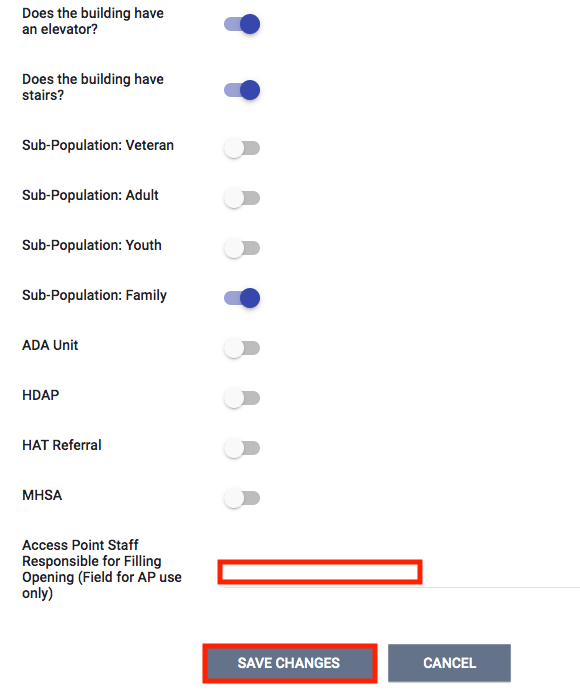 Does the building have
an elevator?
Does the building have
stairs?
Sub-Population: Veteran
Sub-Population: Adult
Sub-Population: Youth
Sub-Population: Family
ADA Unit
HDAP
HAT Referral
MHSA
Access Point Staff
Responsible for Filling
Opening (Field for AP use
only)
SAVE CHANGES
CANCEL